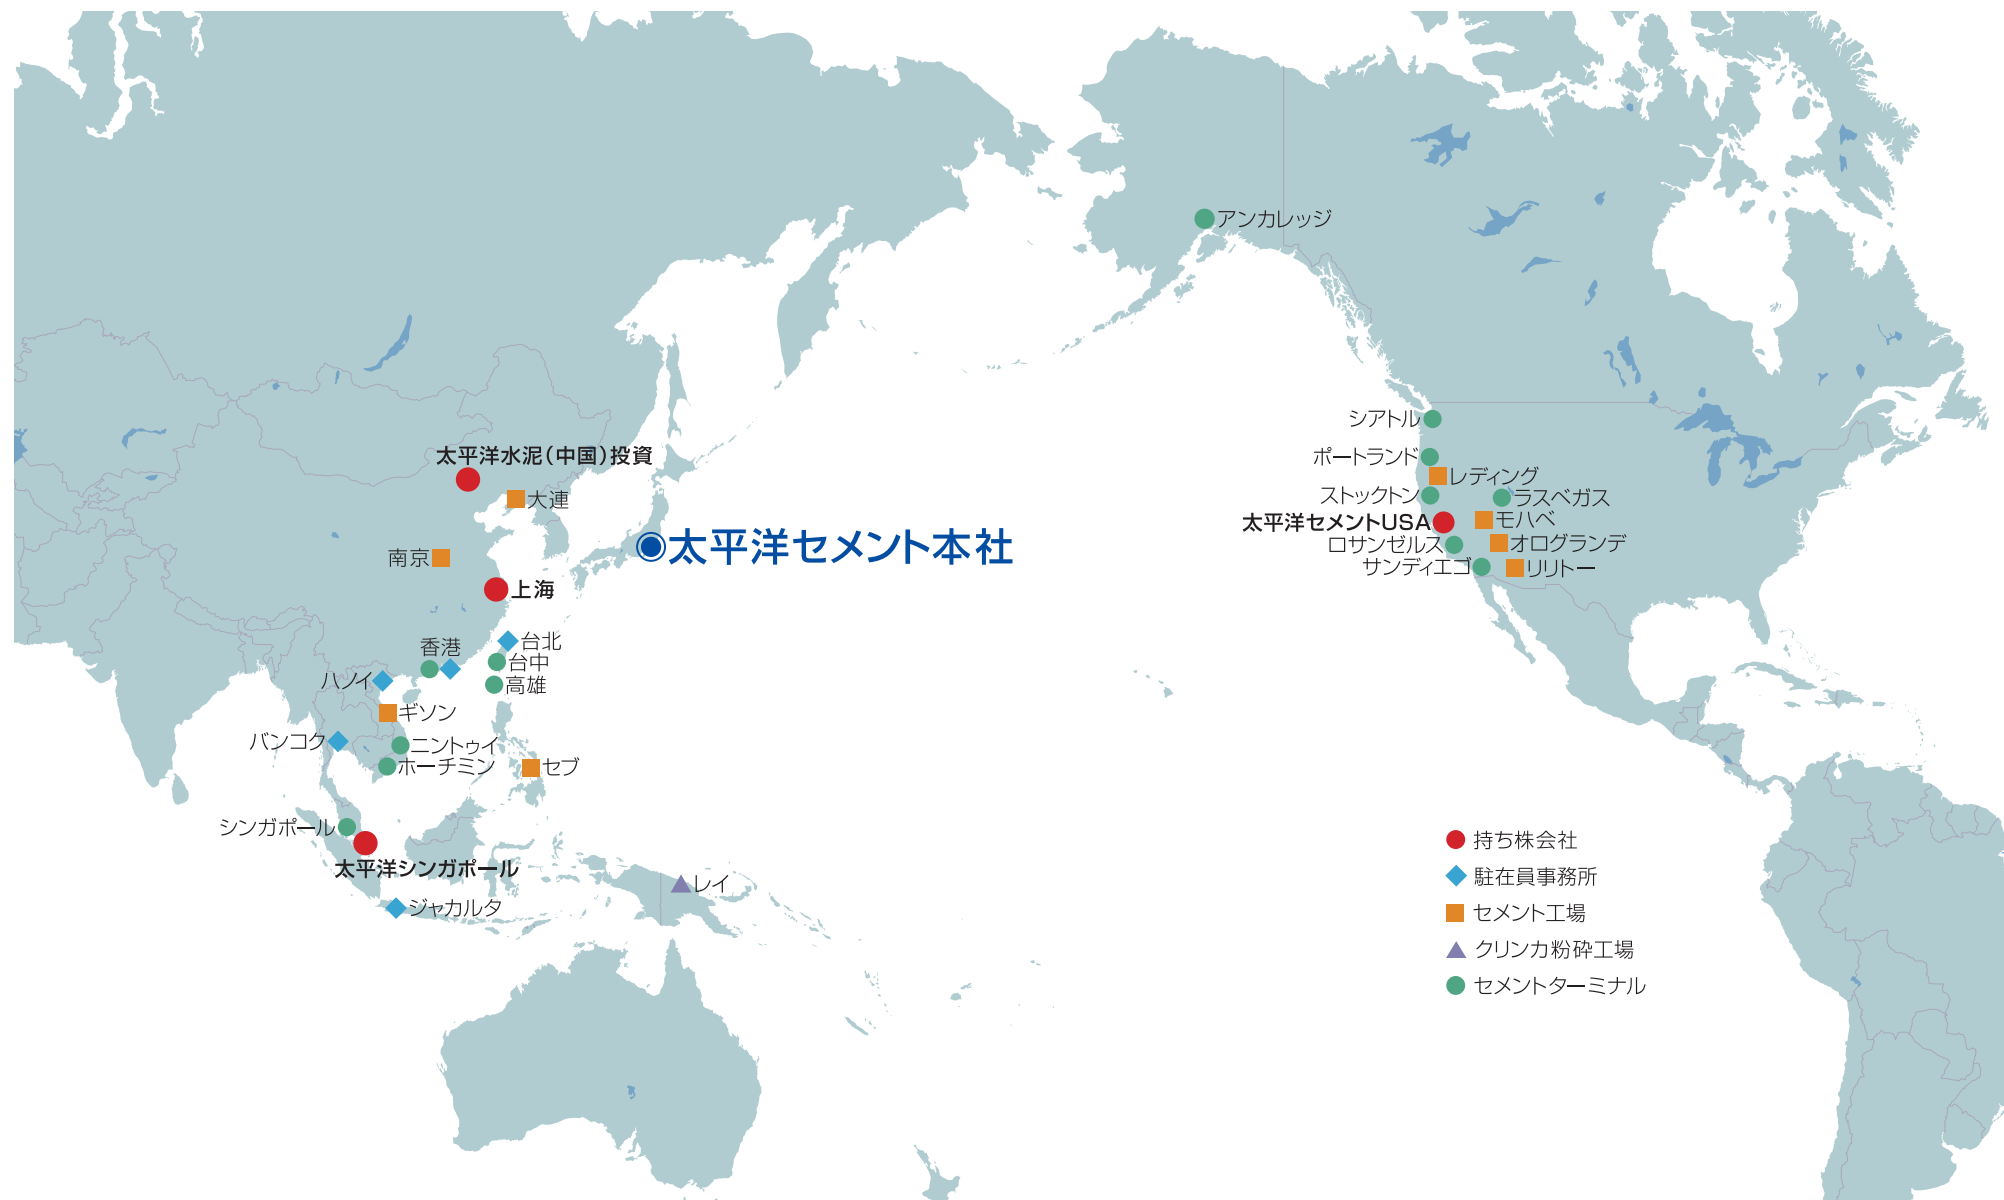 アンカレッジ
シアトル
太平洋水泥（中国）投資
ポートランド
レディング
大連
ストックトン
ラスベガス
太平洋セメントUSA
モハベ
太平洋セメント本社
ロサンゼルス
オログランデ
南京
サンディエゴ
リリトー
上海
香港
台北
台中
ハノイ
高雄
ギソン
バンコク
ニントゥイ
ホーチミン
セブ
シンガポール
太平洋シンガポール
レイ
ジャカルタ
持ち株会社
駐在員事務所
セメント工場
クリンカ粉砕工場
セメントターミナル